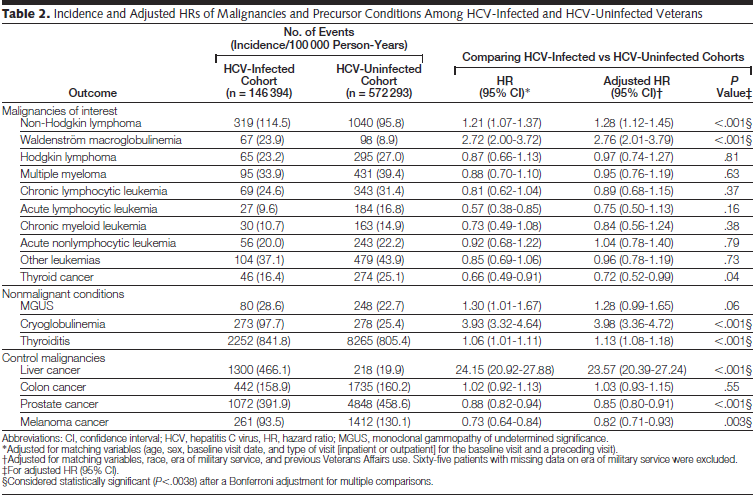 Table 2. Incidence and Adjusted HRs of Malignancies and Precursor Conditions Among HCV-Infected and HCV-Uninfected Veterans
No. of Events
(Incidence/100 000 Person-Years)
Comparing HCV-Infected vs HCV-Uninfected Cohorts
Outcome HCV-Infected Cohort (n = 146 394) HCV-Uninfected Cohort (n = 572 293) HR (95% CI)* Adjusted HR (95% CI)† P Value‡
Malignancies of interest
Non-Hodgkin lymphoma 319 (114.5) 1040 (95.8) 1.21 (1.07-1.37) 1.28 (1.12-1.45) <.001§
Waldenström macroglobulinemia 67 (23.9) 98 (8.9) 2.72 (2.00-3.72) 2.76 (2.01-3.79) <.001§
Hodgkin lymphoma 65 (23.2) 295 (27.0) 0.87 (0.66-1.13) 0.97 (0.74-1.27) .81
Multiple myeloma 95 (33.9) 431 (39.4) 0.88 (0.70-1.10) 0.95 (0.76-1.19) .63
Chronic lymphocytic leukemia 69 (24.6) 343 (31.4) 0.81 (0.62-1.04) 0.89 (0.68-1.15) .37
Acute lymphocytic leukemia 27 (9.6) 184 (16.8) 0.57 (0.38-0.85) 0.75 (0.50-1.13) .16
Chronic myeloid leukemia 30 (10.7) 163 (14.9) 0.73 (0.49-1.08) 0.84 (0.56-1.24) .38
Acute nonlymphocytic leukemia 56 (20.0) 243 (22.2) 0.92 (0.68-1.22) 1.04 (0.78-1.40) .79
Other leukemias 104 (37.1) 479 (43.9) 0.85 (0.69-1.06) 0.96 (0.78-1.19) .73
Thyroid cancer 46 (16.4) 274 (25.1) 0.66 (0.49-0.91) 0.72 (0.52-0.99) .04
Nonmalignant conditions
MGUS 80 (28.6) 248 (22.7) 1.30 (1.01-1.67) 1.28 (0.99-1.65) .06
Cryoglobulinemia 273 (97.7) 278 (25.4) 3.93 (3.32-4.64) 3.98 (3.36-4.72) <.001§
Thyroiditis 2252 (841.8) 8265 (805.4) 1.06 (1.01-1.11) 1.13 (1.08-1.18) <.001§
Control malignancies
Liver cancer 1300 (466.1) 218 (19.9) 24.15 (20.92-27.88) 23.57 (20.39-27.24) <.001§
Colon cancer 442 (158.9) 1735 (160.2) 1.02 (0.92-1.13) 1.03 (0.93-1.15) .55
Prostate cancer 1072 (391.9) 4848 (458.6) 0.88 (0.82-0.94) 0.85 (0.80-0.91) <.001§
Melanoma cancer 261 (93.5) 1412 (130.1) 0.73 (0.64-0.84) 0.82 (0.71-0.93) .003§
Abbreviations: CI, confidence interval; HCV, hepatitis C virus, HR, hazard ratio; MGUS, monoclonal gammopathy of undetermined significance.
*Adjusted for matching variables (age, sex, baseline visit date, and type of visit [inpatient or outpatient] for the baseline visit and a preceding visit).
†Adjusted for matching variables, race, era of military service, and previous Veterans Affairs use. Sixty-five patients with missing data on era of military service were excluded.
‡For adjusted HR (95% CI).
§Considered statistically significant (P<.0038) after a Bonferroni adjustment for multiple comparisons.